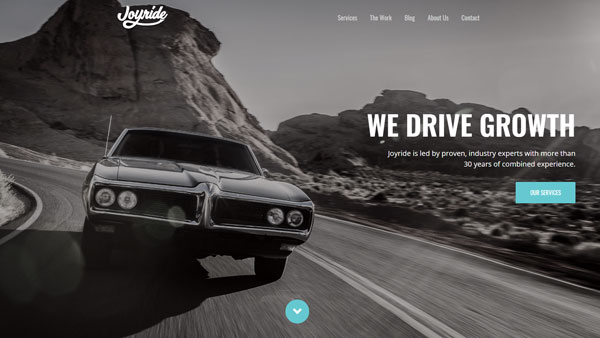 Joyride
Services The Work Blog About Us Contact
WE DRIVE GROWTH
Joyride is led by proven, industry experts with more than
30 years of combined experience.
OUR SERVICES